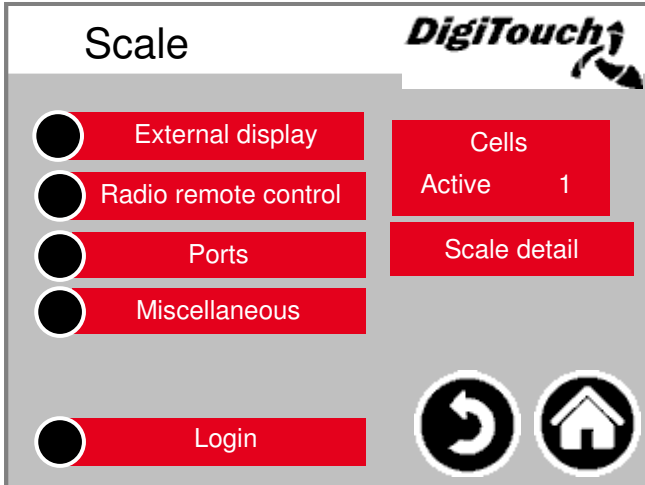 Scale
DigiTouch
External display
Radio remote control
Ports
Miscellaneous
Login
Cells
Active 1
Scale detail